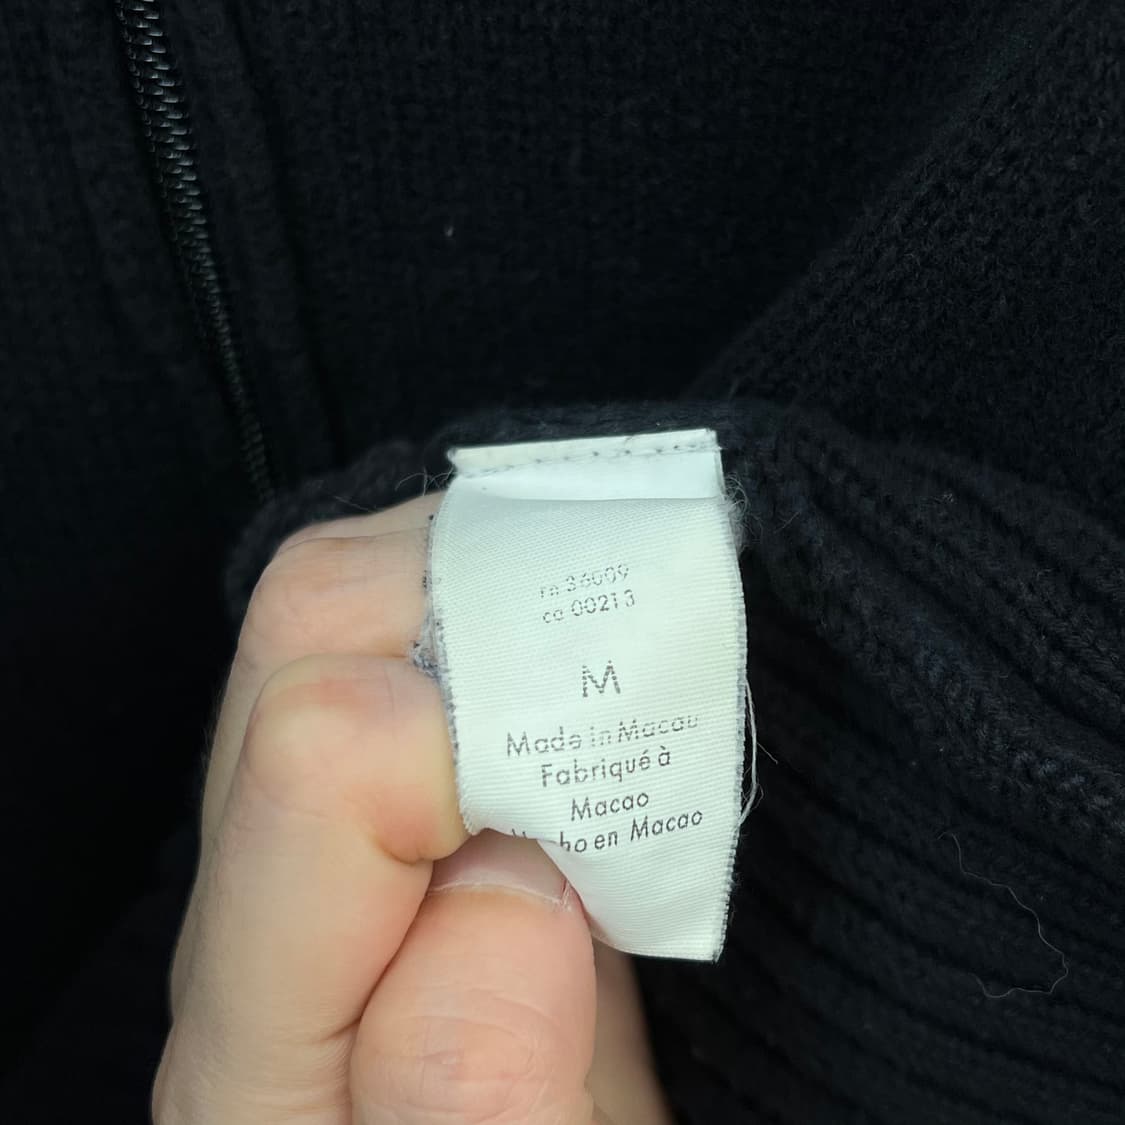 rn 36009
ca 00213
M
Made in Macau
Fabriqué à
Macao
en Macao